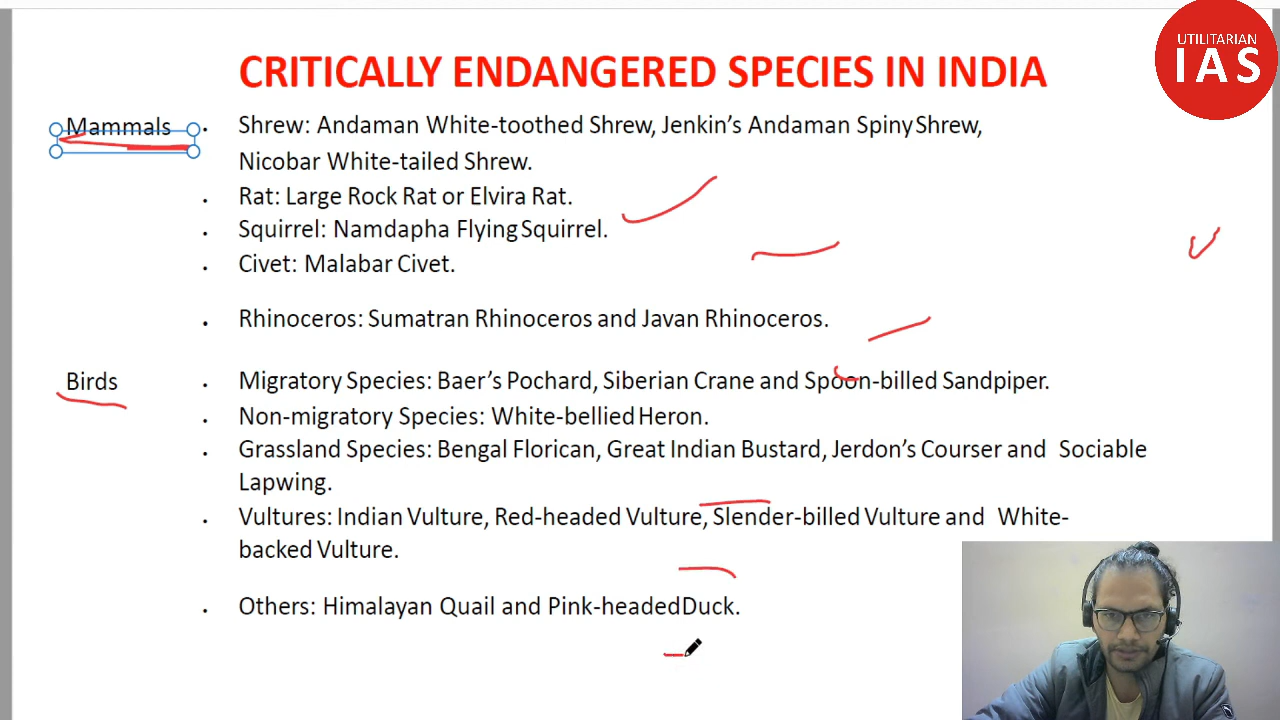 UTILITARIAN
IAS
CRITICALLY ENDANGERED SPECIES IN INDIA
Mammals
• Shrew: Andaman White-toothed Shrew, Jenkin's Andaman Spiny Shrew,
Nicobar White-tailed Shrew.
• Rat: Large Rock Rat or Elvira Rat.
• Squirrel: Namdapha Flying Squirrel.
• Civet: Malabar Civet.
• Rhinoceros: Sumatran Rhinoceros and Javan Rhinoceros.
Birds
• Migratory Species: Baer's Pochard, Siberian Crane and Spoon-billed Sandpiper.
• Non-migratory Species: White-bellied Heron.
• Grassland Species: Bengal Florican, Great Indian Bustard, Jerdon's Courser and Sociable
Lapwing.
• Vultures: Indian Vulture, Red-headed Vulture, Slender-billed Vulture and White-
backed Vulture.
• Others: Himalayan Quail and Pink-headed Duck.